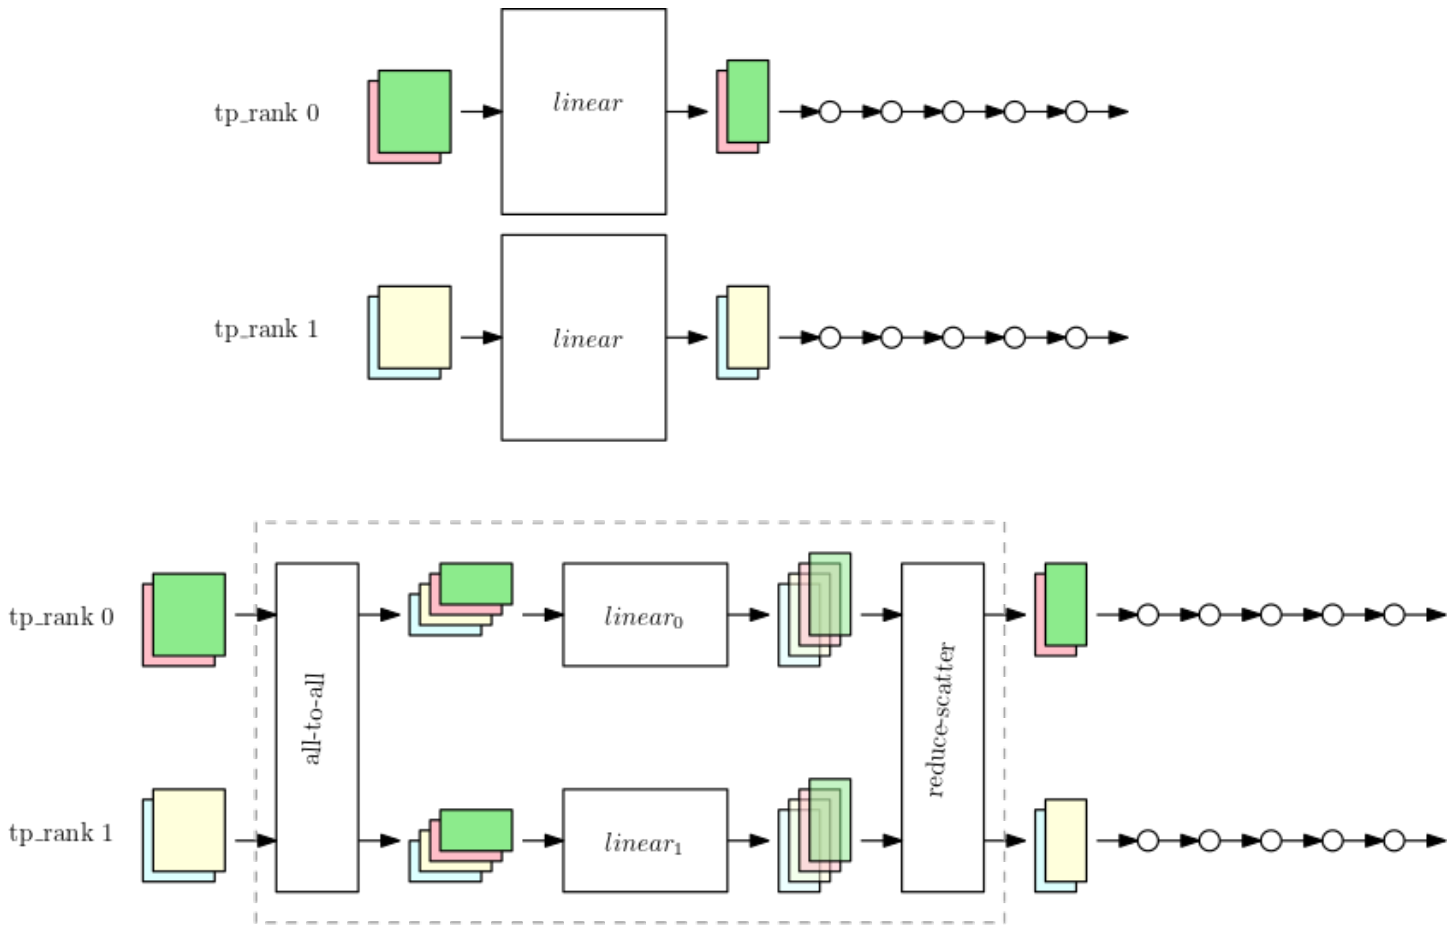 tp_rank 0
linear
tp_rank 1
linear
tp_rank 0
all-to-all
linear₀
reduce-scatter
tp_rank 1
linear₁